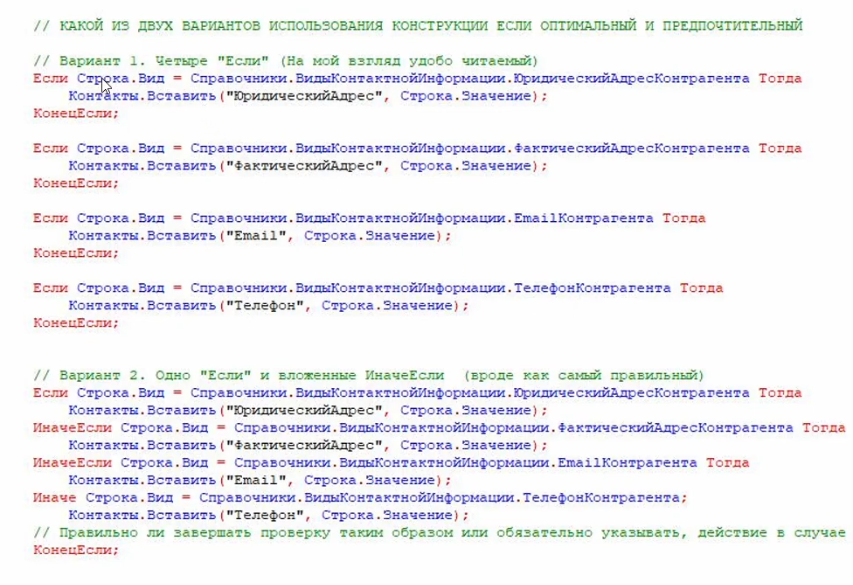 // КАКОЙ ИЗ ДВУХ ВАРИАНТОВ ИСПОЛЬЗОВАНИЯ КОНСТРУКЦИИ ЕСЛИ ОПТИМАЛЬНЫЙ И ПРЕДПОЧТИТЕЛЬНЫЙ
// Вариант 1. Четыре "Если" (На мой взгляд удобо читаемый)
Если Строка.Вид = Справочники.ВидыКонтактнойИнформации.ЮридическийАдресКонтрагента Тогда
Контакты.Вставить("ЮридическийАдрес", Строка.Значение);
КонецЕсли;
Если Строка.Вид = Справочники.ВидыКонтактнойИнформации.ФактическийАдресКонтрагента Тогда
Контакты.Вставить("ФактическийАдрес", Строка.Значение);
КонецЕсли;
Если Строка.Вид = Справочники.ВидыКонтактнойИнформации.EmailКонтрагента Тогда
Контакты.Вставить("Email", Строка.Значение);
КонецЕсли;
Если Строка.Вид = Справочники.ВидыКонтактнойИнформации.ТелефонКонтрагента Тогда
Контакты.Вставить("Телефон", Строка.Значение);
КонецЕсли;
// Вариант 2. Одно "Если" и вложенные ИначеЕсли (вроде как самый правильный)
Если Строка.Вид = Справочники.ВидыКонтактнойИнформации.ЮридическийАдресКонтрагента Тогда
Контакты.Вставить("ЮридическийАдрес", Строка.Значение);
ИначеЕсли Строка.Вид = Справочники.ВидыКонтактнойИнформации.ФактическийАдресКонтрагента Тогда
Контакты.Вставить("ФактическийАдрес", Строка.Значение);
ИначеЕсли Строка.Вид = Справочники.ВидыКонтактнойИнформации.EmailКонтрагента Тогда
Контакты.Вставить("Email", Строка.Значение);
Иначе Строка.Вид = Справочники.ВидыКонтактнойИнформации.ТелефонКонтрагента;
Контакты.Вставить("Телефон", Строка.Значение);
// Правильно ли завершать проверку таким образом или обязательно указывать, действие в случае
КонецЕсли;